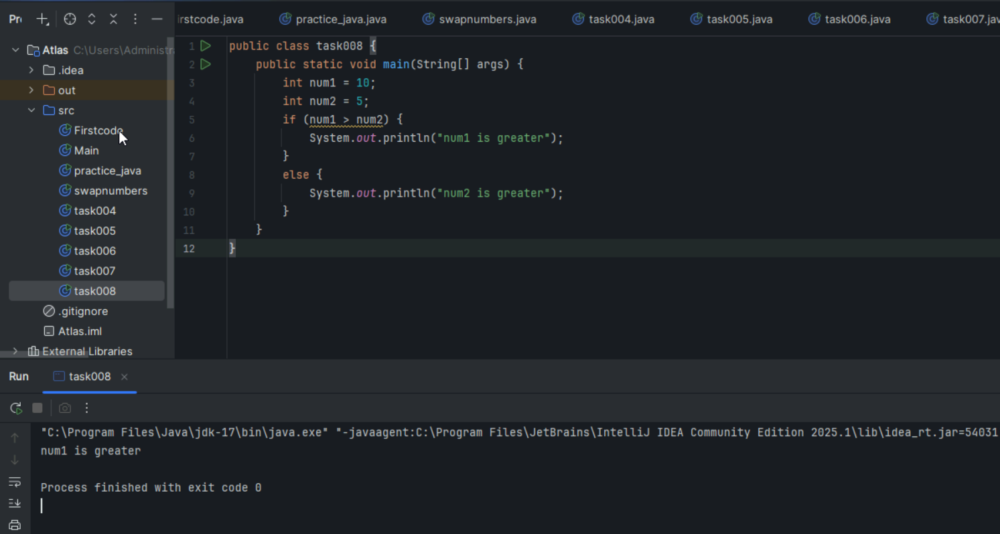 Pr
rstcode.java practice_java.java swapnumbers.java task004.java task005.java task006.java task007.jav
Atlas C:\Users\Administr
.idea
out
src
Firstcode
Main
practice_java
swapnumbers
task004
task005
task006
task007
task008
.gitignore
Atlas.iml
External Libraries
1 public class task008 {
2 public static void main(String[] args) {
3 int num1 = 10;
4 int num2 = 5;
5 if (num1 > num2) {
6 System.out.println("num1 is greater");
7 }
8 else {
9 System.out.println("num2 is greater");
10 }
11 }
12 }
Run task008
"C:\Program Files\Java\jdk-17\bin\java.exe" "-javaagent:C:\Program Files\JetBrains\IntelliJ IDEA Community Edition 2025.1\lib\idea_rt.jar=54031
num1 is greater
Process finished with exit code 0